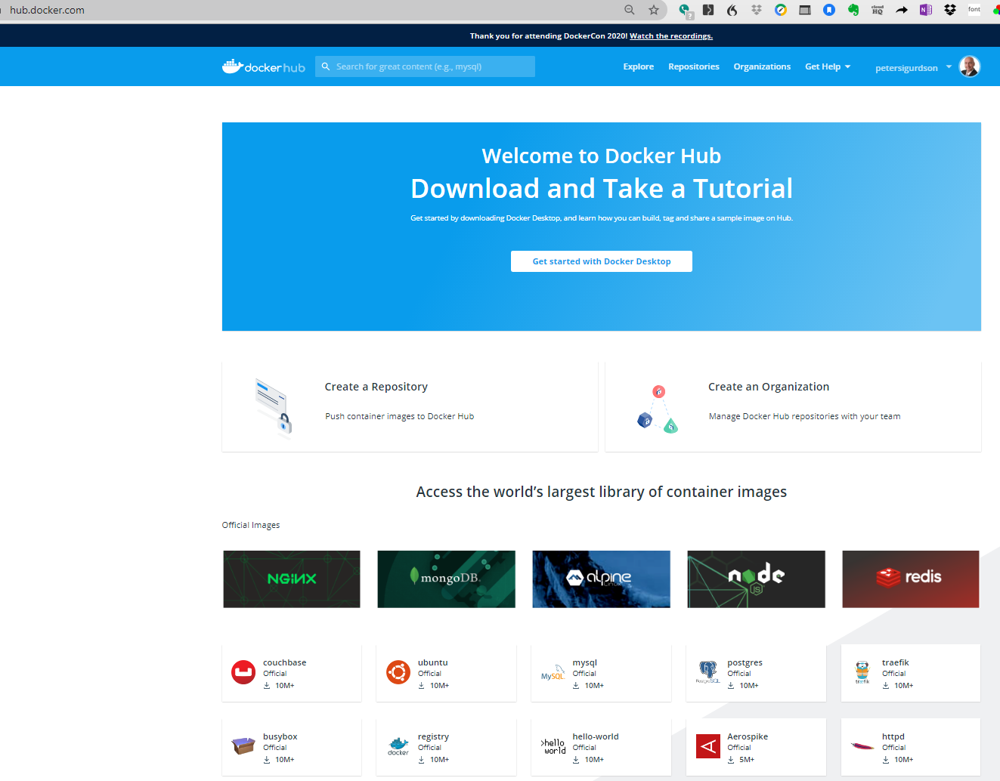 hub.docker.com
cloud HQ
font
Thank you for attending DockerCon 2020! Watch the recordings.
docker hub
Search for great content (e.g., mysql)
Explore Repositories Organizations Get Help petersigurdson
Welcome to Docker Hub
Download and Take a Tutorial
Get started by downloading Docker Desktop, and learn how you can build, tag and share a sample image on Hub.
Get started with Docker Desktop
Create a Repository
Push container images to Docker Hub
Create an Organization
Manage Docker Hub repositories with your team
Access the world's largest library of container images
Official Images
NGiNX
mongoDB.
alpine
LINUX
node
JS
redis
couchbase
Official
10M+
ubuntu
Official
10M+
MySQL
mysql
Official
10M+
PostgreSQL
postgres
Official
10M+
træfik
traefik
Official
10M+
busybox
Official
10M+
docker
registry
Official
10M+
>hello
world
hello-world
Official
10M+
Aerospike
Official
5M+
httpd
Official
10M+